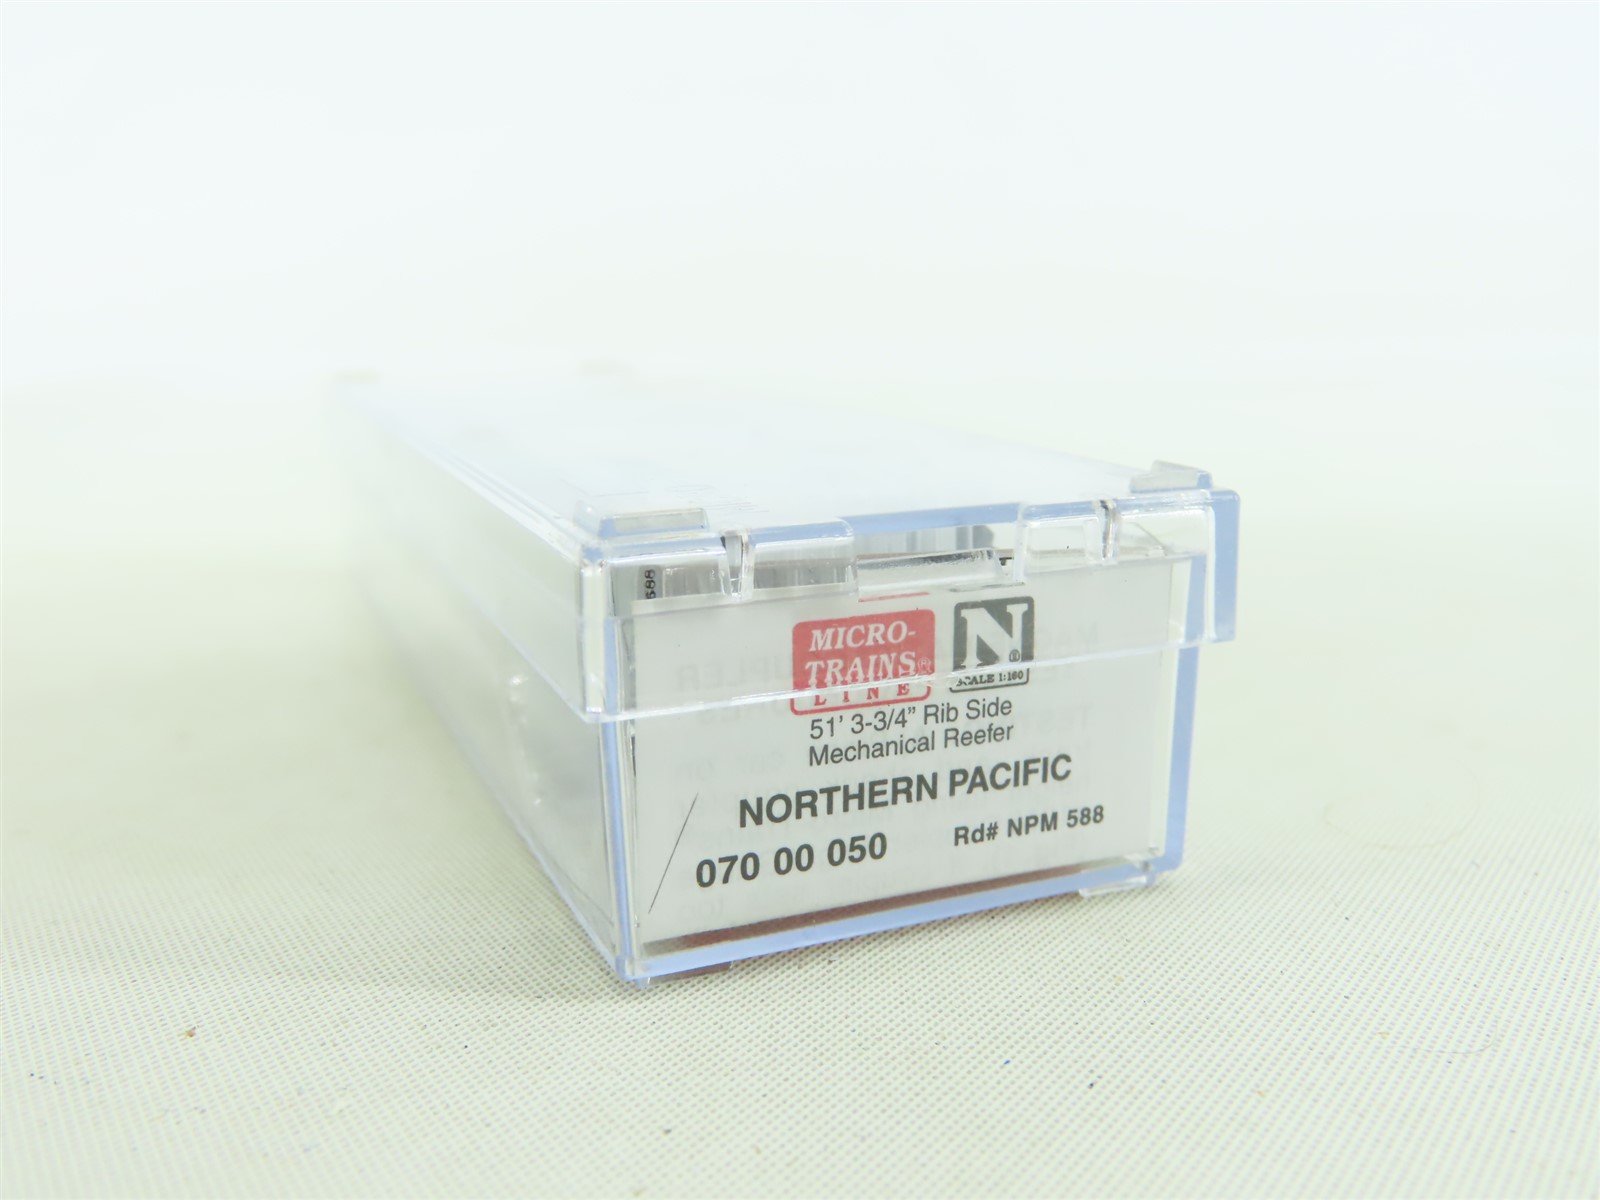 588
MICRO-
TRAINS®
LINE
N®
SCALE 1:160
51' 3-3/4" Rib Side
Mechanical Reefer
NORTHERN PACIFIC
070 00 050
Rd# NPM 588